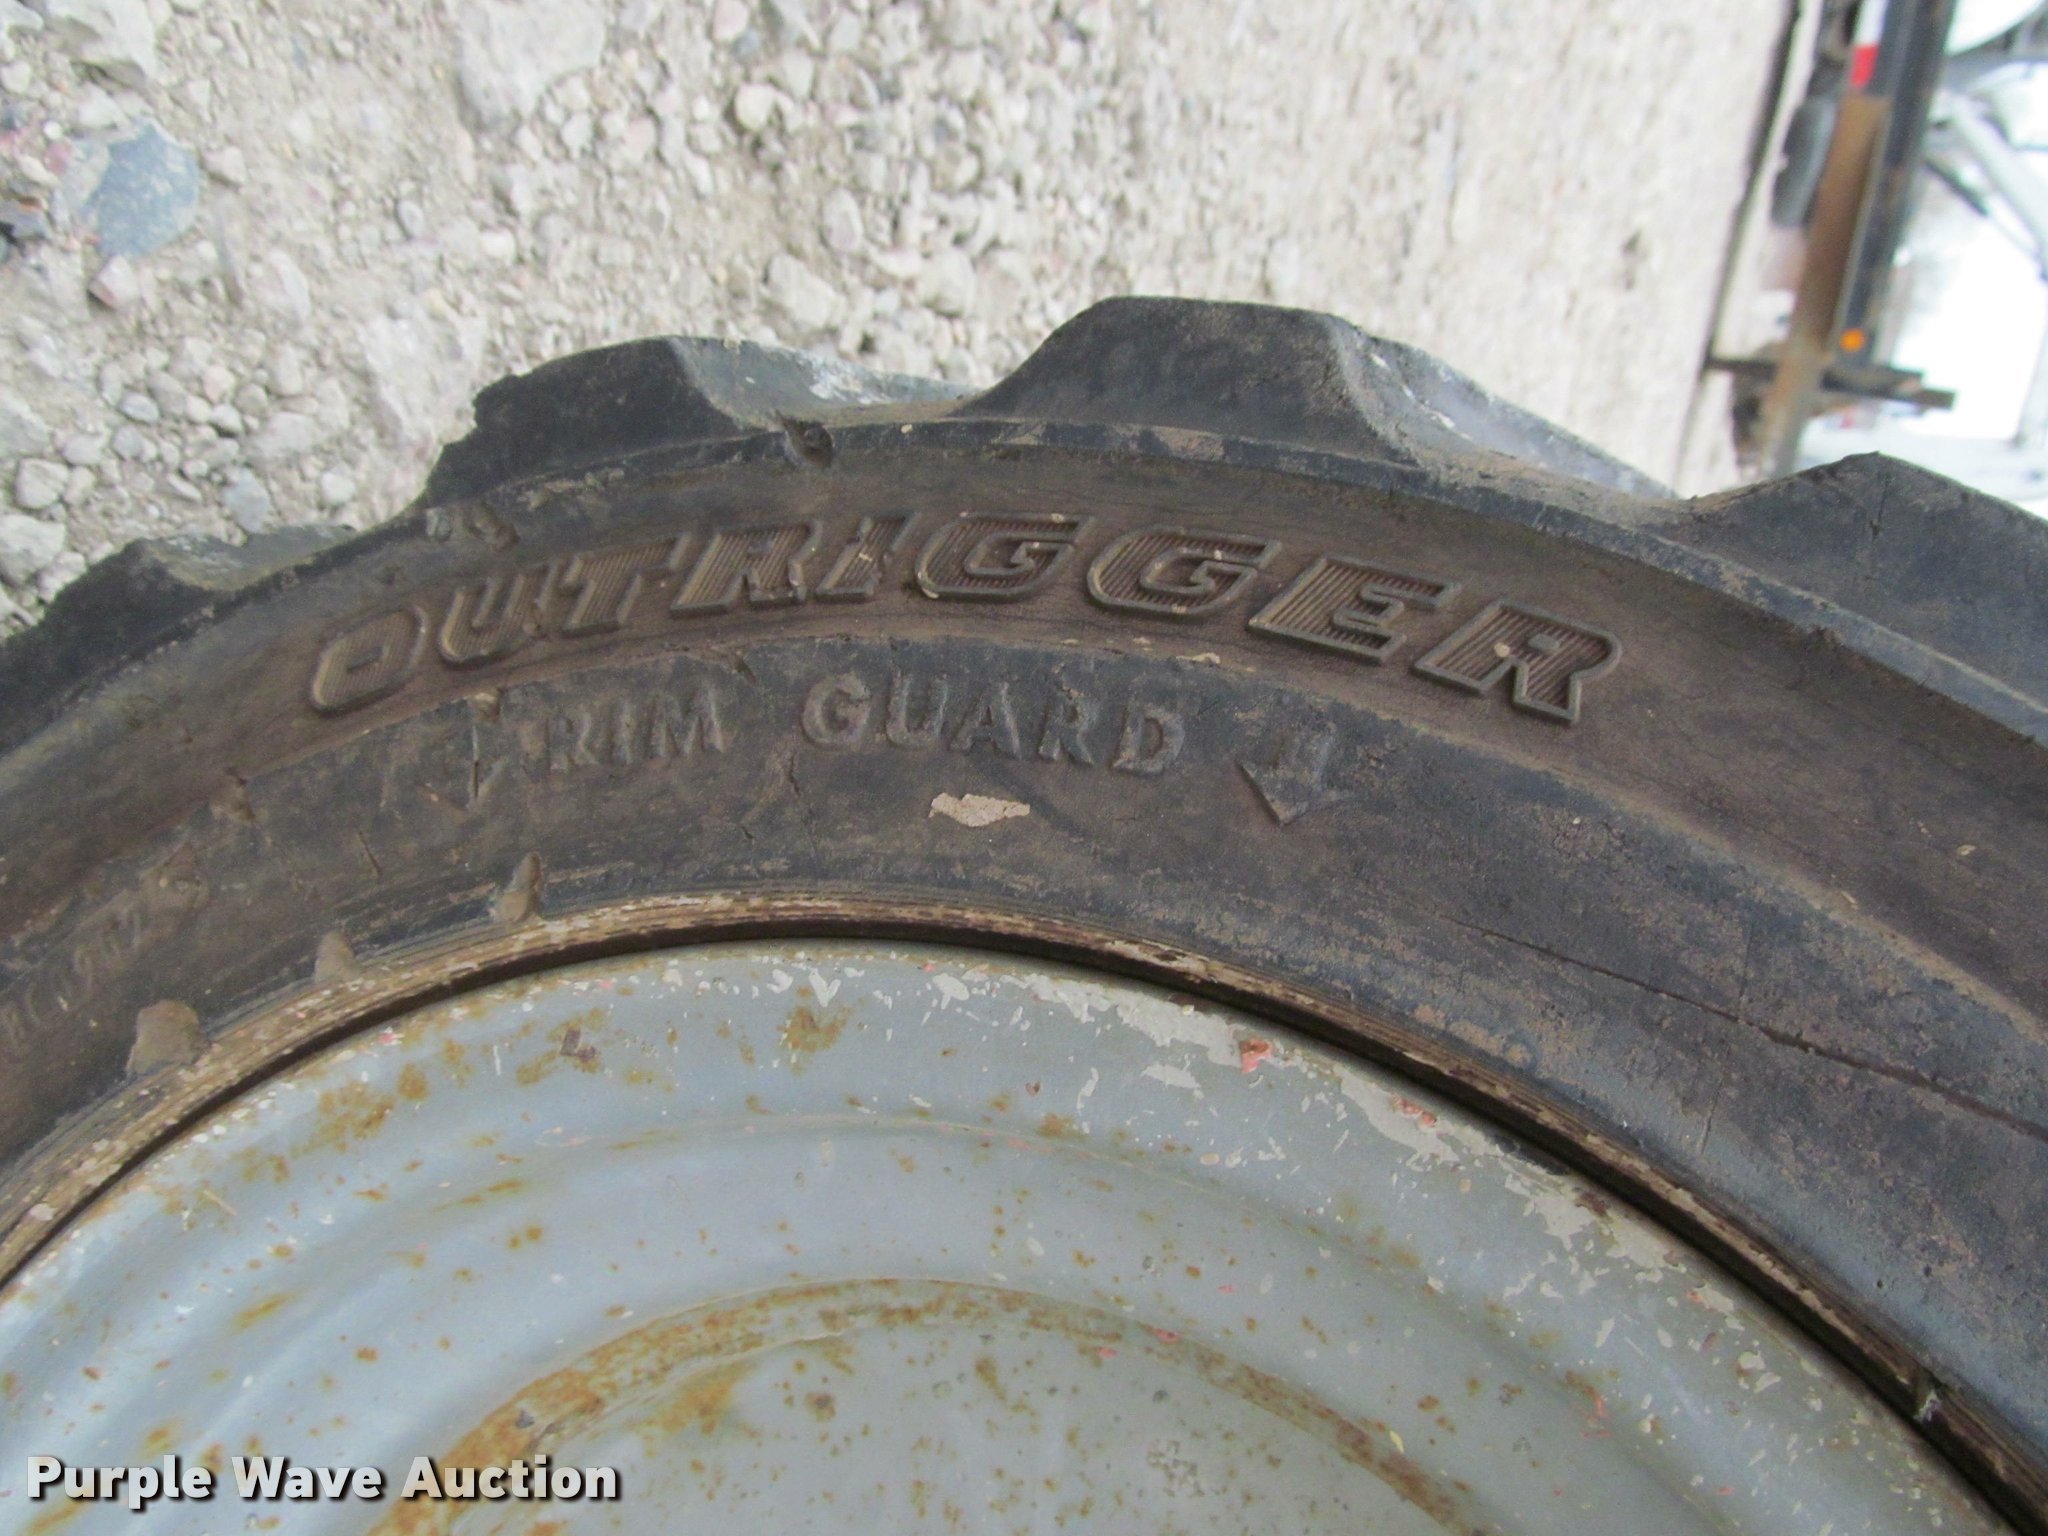 OUTRIGGER
RIM GUARD
Purple Wave Auction